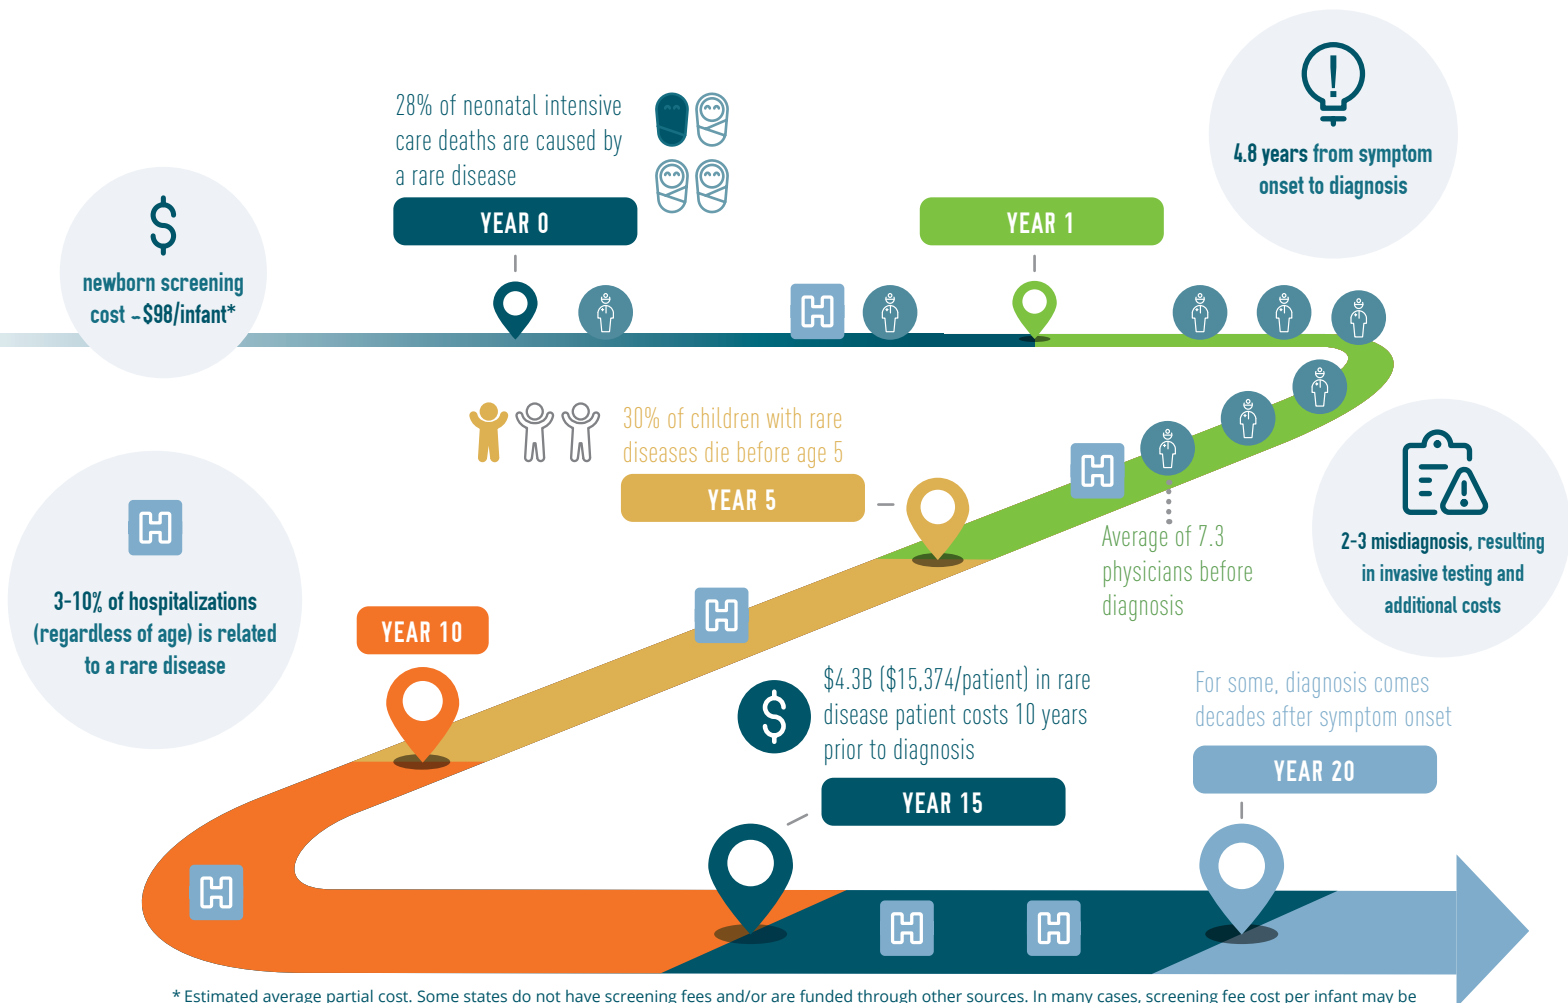 28% of neonatal intensive
care deaths are caused by
a rare disease
YEAR 0
newborn screening
cost ~$98/infant*
YEAR 1
4.8 years from symptom
onset to diagnosis
30% of children with rare
diseases die before age 5
YEAR 5
Average of 7.3
physicians before
diagnosis
2-3 misdiagnosis, resulting
in invasive testing and
additional costs
3-10% of hospitalizations
(regardless of age) is related
to a rare disease
YEAR 10
$4.3B ($15,374/patient) in rare
disease patient costs 10 years
prior to diagnosis
YEAR 15
For some, diagnosis comes
decades after symptom onset
YEAR 20
* Estimated average partial cost. Some states do not have screening fees and/or are funded through other sources. In many cases, screening fee cost per infant may be